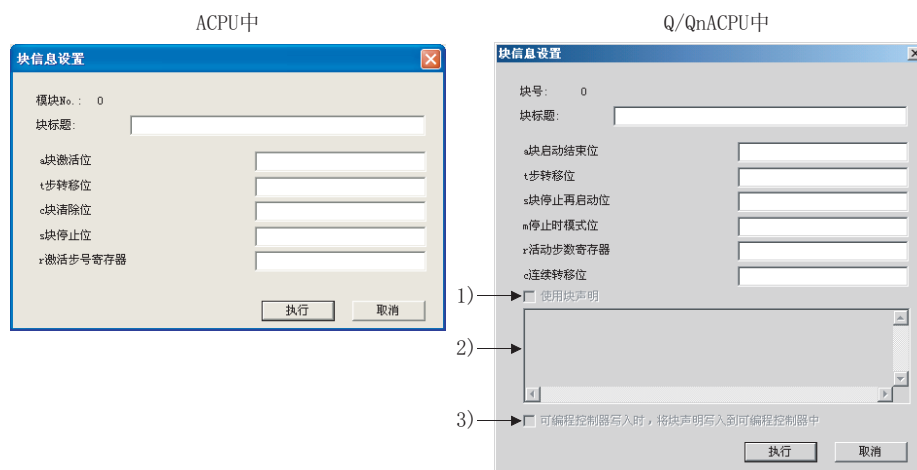 ACPU中
块信息设置
模块No.: 0
块标题:
a块激活位
t步转移位
c块清除位
s块停止位
r激活步号寄存器
执行 取消
Q/QnACPU中
块信息设置
块号: 0
块标题:
a块启动结束位
t步转移位
s块停止再启动位
m停止时模式位
r活动步数寄存器
c连续转移位
1) 使用块声明
2)
3) 可编程控制器写入时，将块声明写入到可编程控制器中
执行 取消